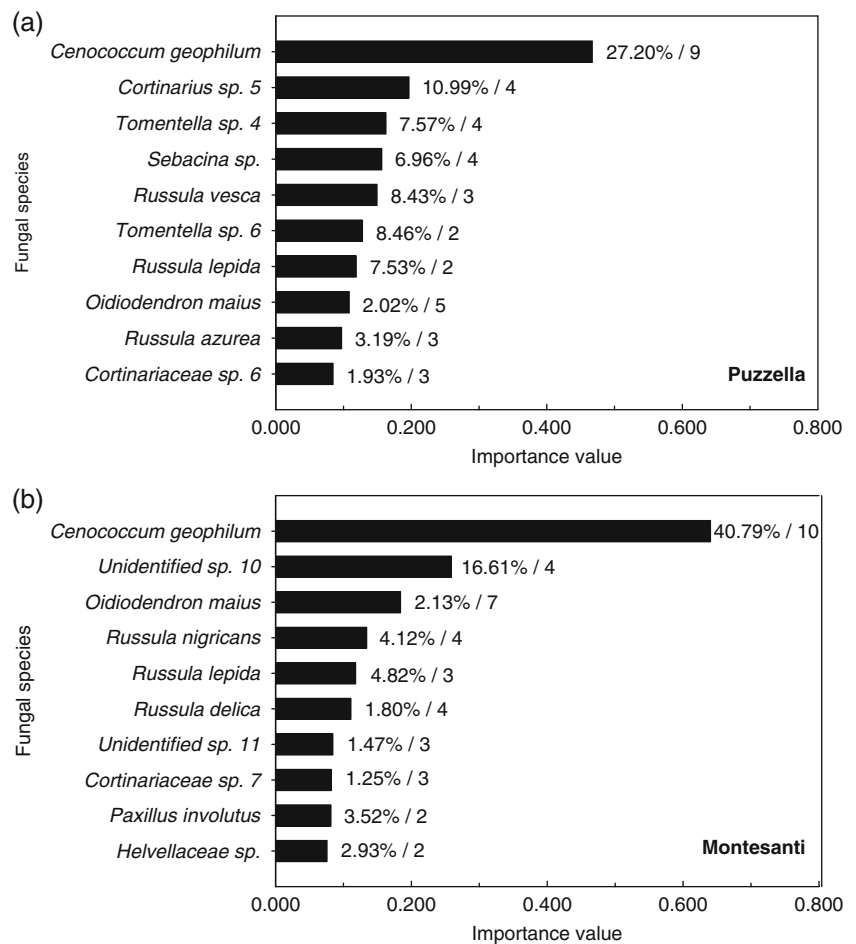 (a)
Fungal species
Cenococcum geophilum 27.20% / 9
Cortinarius sp. 5 10.99% / 4
Tomentella sp. 4 7.57% / 4
Sebacina sp. 6.96% / 4
Russula vesca 8.43% / 3
Tomentella sp. 6 8.46% / 2
Russula lepida 7.53% / 2
Oidiodendron maius 2.02% / 5
Russula azurea 3.19% / 3
Cortinariaceae sp. 6 1.93% / 3
Puzzella
0.000 0.200 0.400 0.600 0.800
Importance value
(b)
Fungal species
Cenococcum geophilum 40.79% / 10
Unidentified sp. 10 16.61% / 4
Oidiodendron maius 2.13% / 7
Russula nigricans 4.12% / 4
Russula lepida 4.82% / 3
Russula delica 1.80% / 4
Unidentified sp. 11 1.47% / 3
Cortinariaceae sp. 7 1.25% / 3
Paxillus involutus 3.52% / 2
Helvellaceae sp. 2.93% / 2
Montesanti
0.000 0.200 0.400 0.600 0.800
Importance value